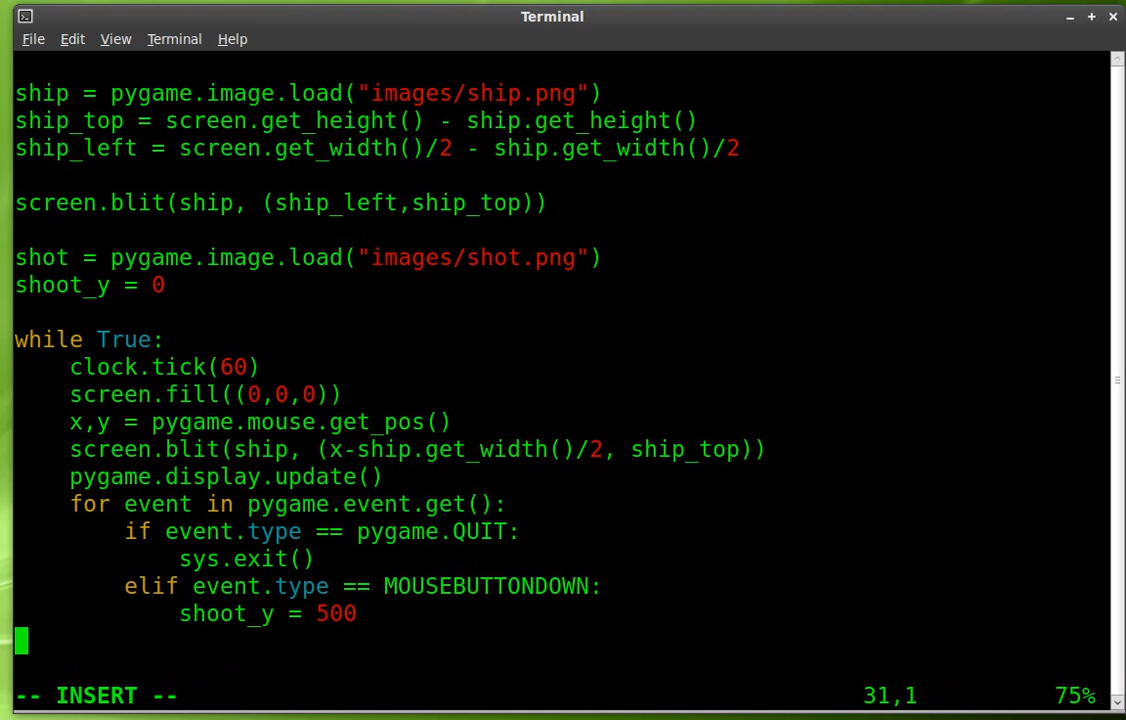 Terminal
File Edit View Terminal Help
ship = pygame.image.load("images/ship.png")
ship_top = screen.get_height() - ship.get_height()
ship_left = screen.get_width()/2 - ship.get_width()/2
screen.blit(ship, (ship_left,ship_top))
shot = pygame.image.load("images/shot.png")
shoot_y = 0
while True:
    clock.tick(60)
    screen.fill((0,0,0))
    x,y = pygame.mouse.get_pos()
    screen.blit(ship, (x-ship.get_width()/2, ship_top))
    pygame.display.update()
    for event in pygame.event.get():
        if event.type == pygame.QUIT:
            sys.exit()
        elif event.type == MOUSEBUTTONDOWN:
            shoot_y = 500
-- INSERT -- 31,1 75%